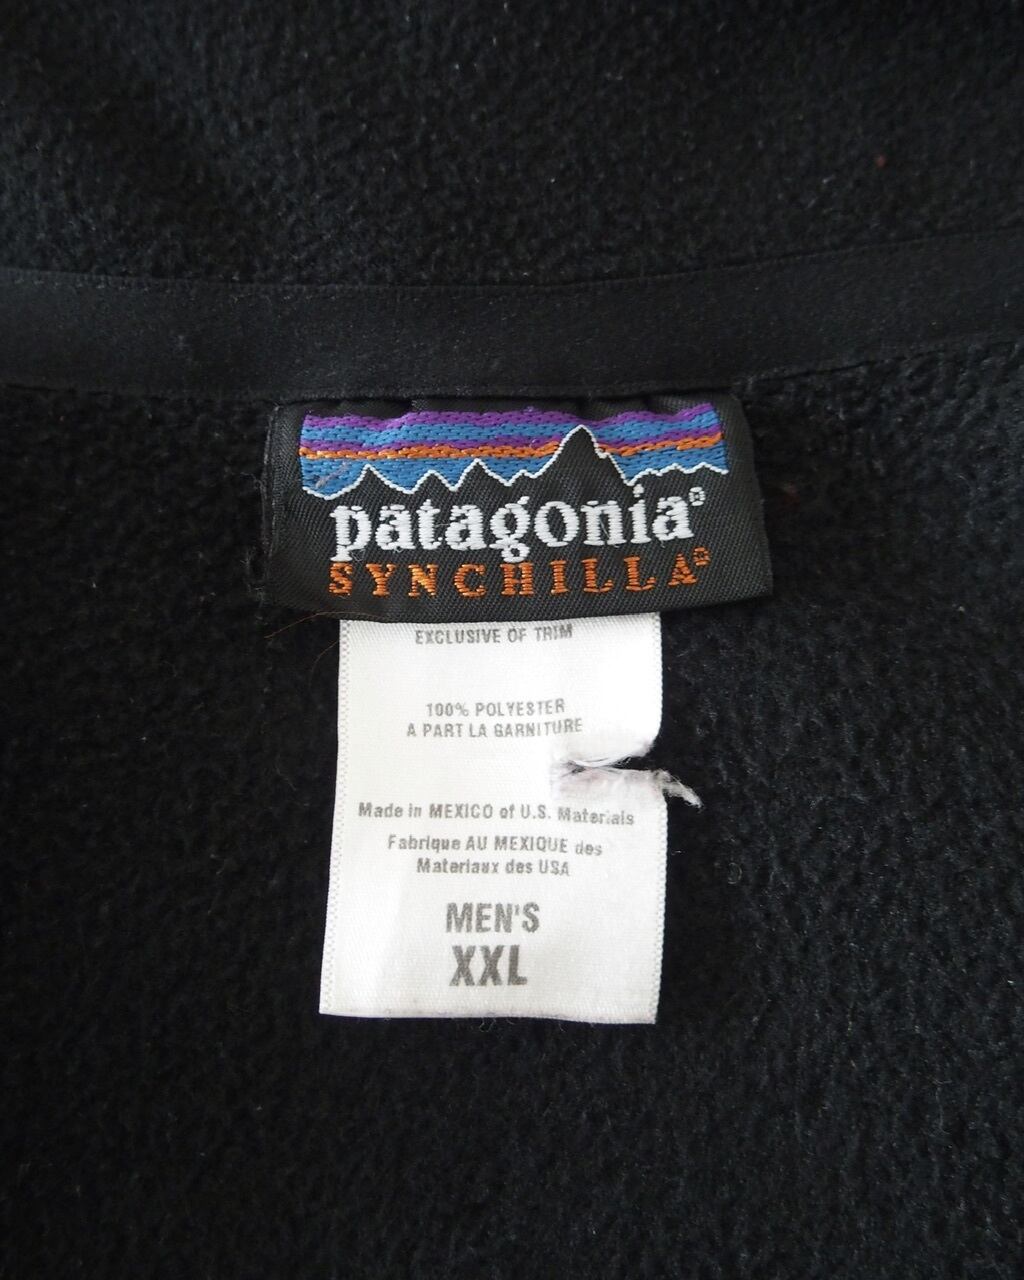 patagonia®
SYNCHILLA®
EXCLUSIVE OF TRIM
100% POLYESTER
A PART LA GARNITURE
Made in MEXICO of U.S. Materials
Fabrique AU MEXIQUE des
Materiaux des USA
MEN'S
XXL